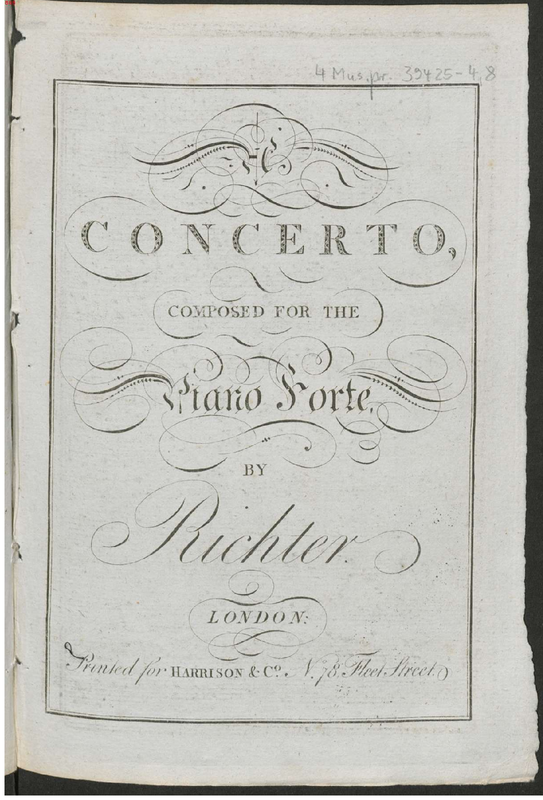 4 Mus.pr. 39425-4,8
A
CONCERTO,
COMPOSED FOR THE
Piano Forte,
BY
Richter.
LONDON:
Printed for HARRISON & Co. N. 78 Fleet Street.